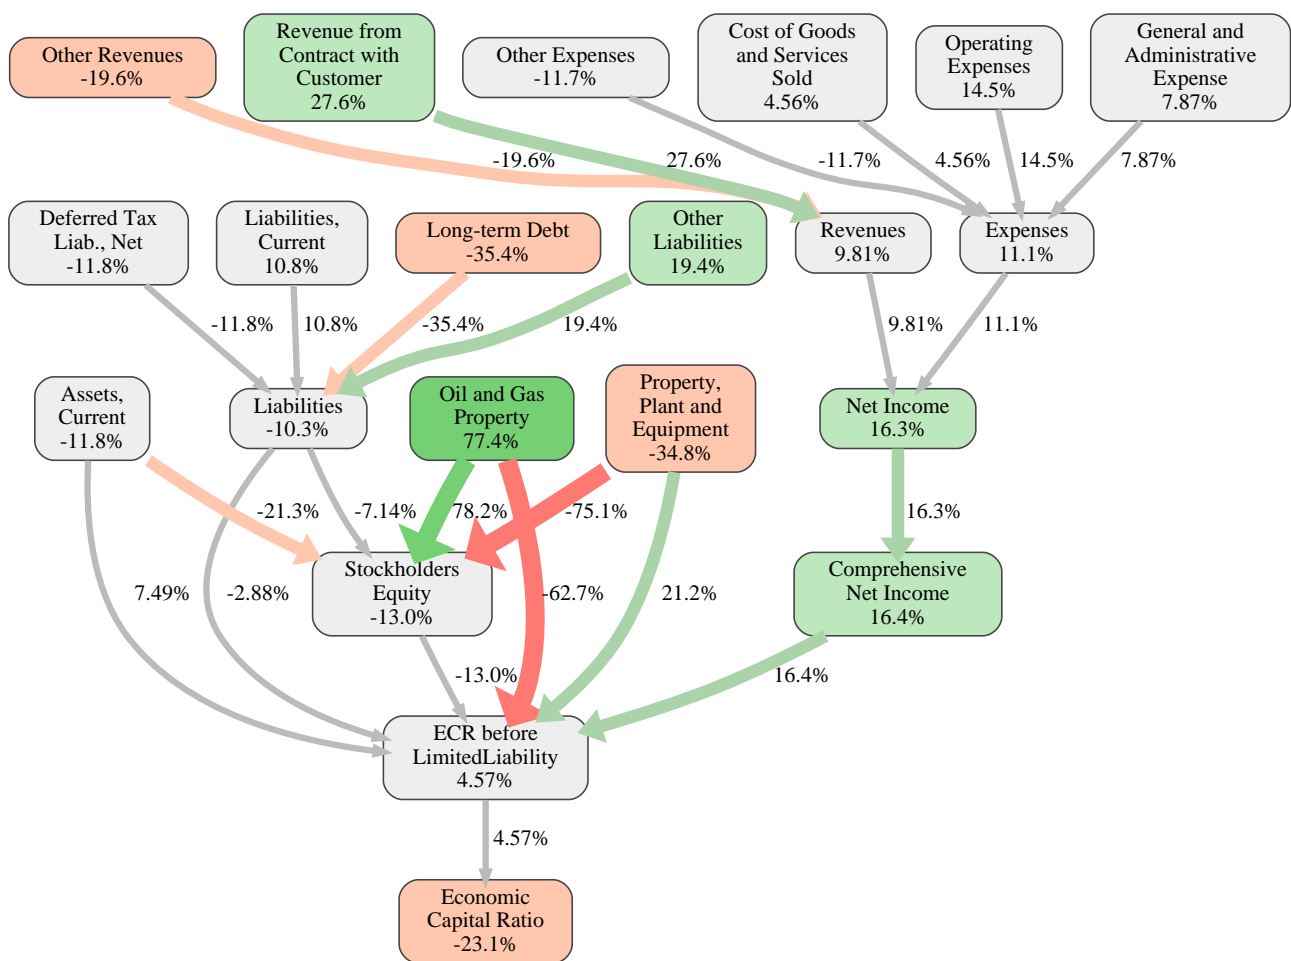 Other Revenues
-19.6%
Revenue from
Contract with
Customer
27.6%
Other Expenses
-11.7%
Cost of Goods
and Services
Sold
4.56%
Operating
Expenses
14.5%
General and
Administrative
Expense
7.87%
-19.6%
27.6%
-11.7%
4.56%
14.5%
7.87%
Deferred Tax
Liab., Net
-11.8%
Liabilities,
Current
10.8%
Long-term Debt
-35.4%
Other
Liabilities
19.4%
Revenues
9.81%
Expenses
11.1%
-11.8%
10.8%
-35.4%
19.4%
9.81%
11.1%
Assets,
Current
-11.8%
Liabilities
-10.3%
Oil and Gas
Property
77.4%
Property,
Plant and
Equipment
-34.8%
Net Income
16.3%
-21.3%
-7.14%
78.2%
-75.1%
16.3%
7.49%
-2.88%
Stockholders
Equity
-13.0%
-62.7%
21.2%
Comprehensive
Net Income
16.4%
-13.0%
16.4%
ECR before
LimitedLiability
4.57%
4.57%
Economic
Capital Ratio
-23.1%